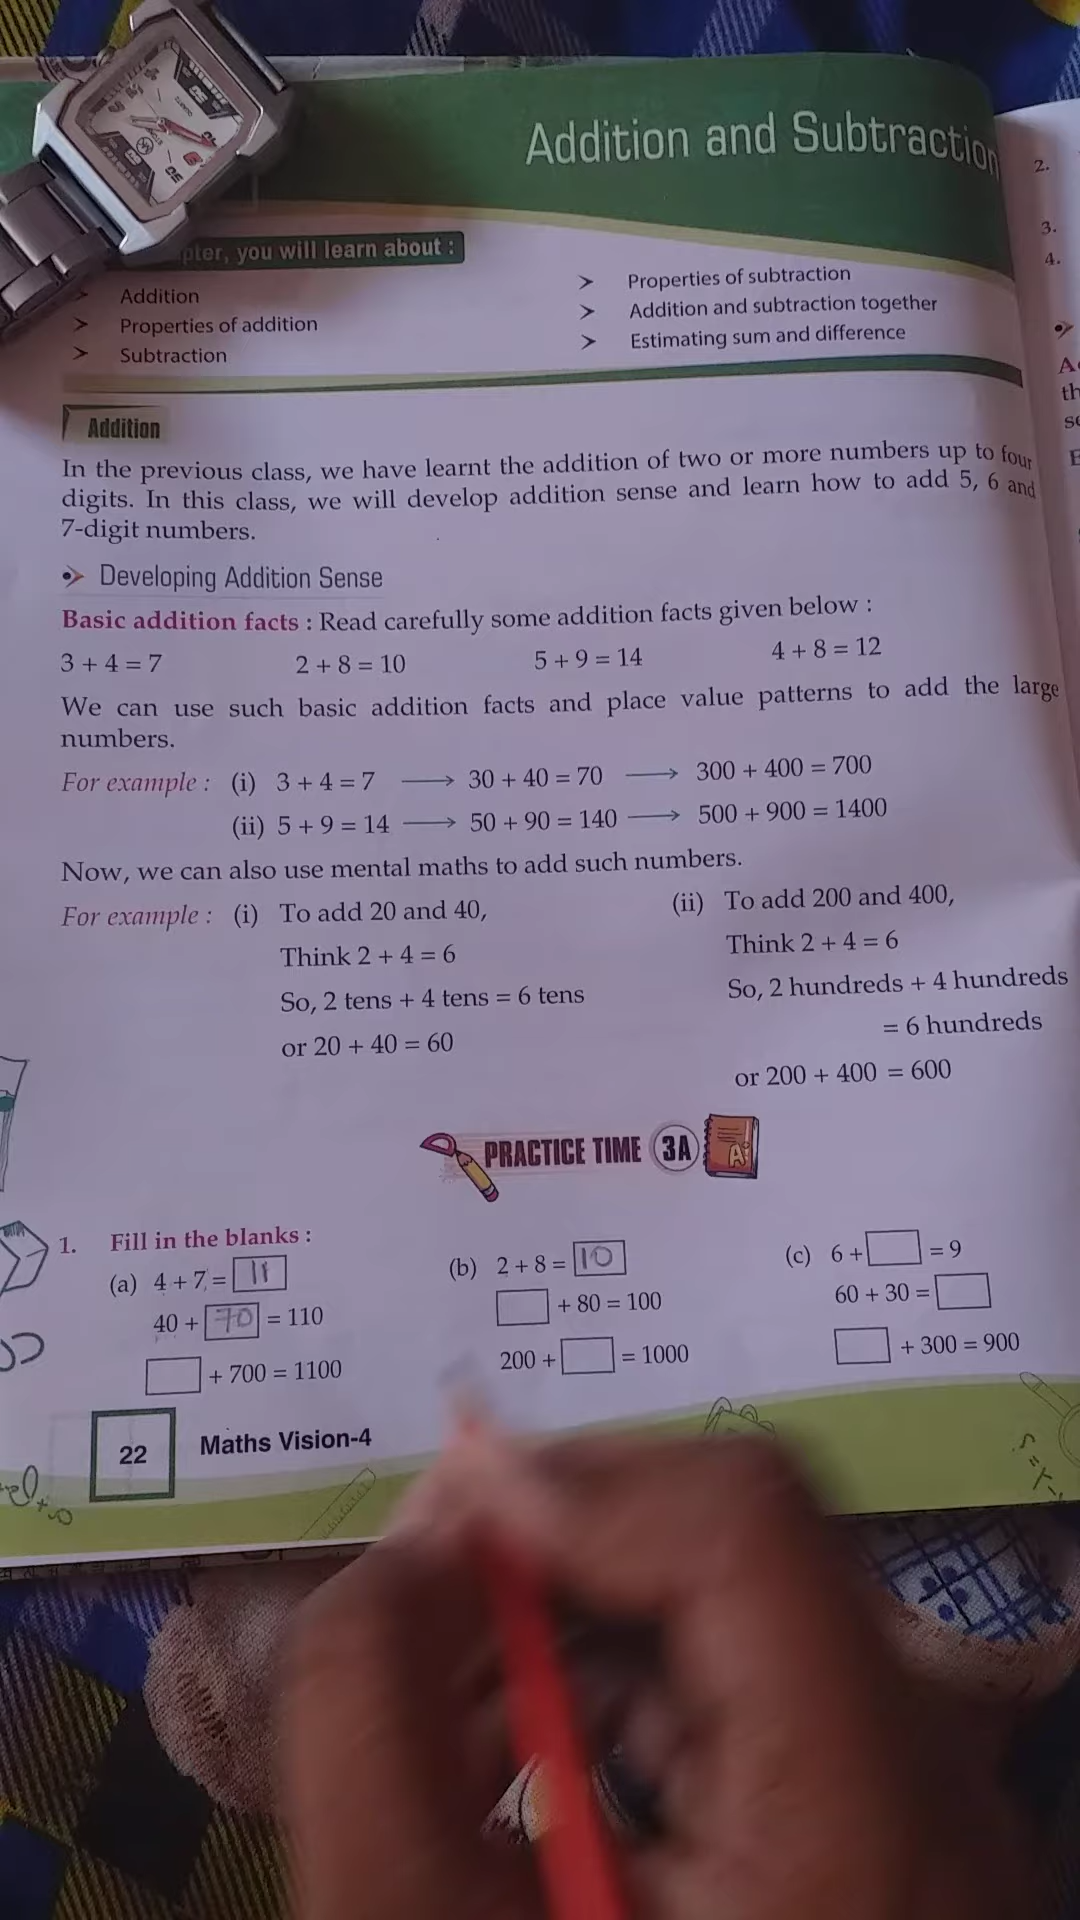 Addition and Subtraction
pter, you will learn about :
➤ Addition
➤ Properties of addition
➤ Subtraction
➤ Properties of subtraction
➤ Addition and subtraction together
➤ Estimating sum and difference
Addition
In the previous class, we have learnt the addition of two or more numbers up to four
digits. In this class, we will develop addition sense and learn how to add 5, 6 and
7-digit numbers.
Developing Addition Sense
Basic addition facts : Read carefully some addition facts given below :
3 + 4 = 7 2 + 8 = 10 5 + 9 = 14 4 + 8 = 12
We can use such basic addition facts and place value patterns to add the large
numbers.
For example : (i) 3 + 4 = 7 ⟶ 30 + 40 = 70 ⟶ 300 + 400 = 700
(ii) 5 + 9 = 14 ⟶ 50 + 90 = 140 ⟶ 500 + 900 = 1400
Now, we can also use mental maths to add such numbers.
For example : (i) To add 20 and 40,
Think 2 + 4 = 6
So, 2 tens + 4 tens = 6 tens
or 20 + 40 = 60
(ii) To add 200 and 400,
Think 2 + 4 = 6
So, 2 hundreds + 4 hundreds
= 6 hundreds
or 200 + 400 = 600
PRACTICE TIME 3A
1. Fill in the blanks :
(a) 4 + 7 = 11
40 + 70 = 110
□ + 700 = 1100
(b) 2 + 8 = 10
□ + 80 = 100
200 + □ = 1000
(c) 6 + □ = 9
60 + 30 = □
□ + 300 = 900
22 Maths Vision-4
2.
3.
4.